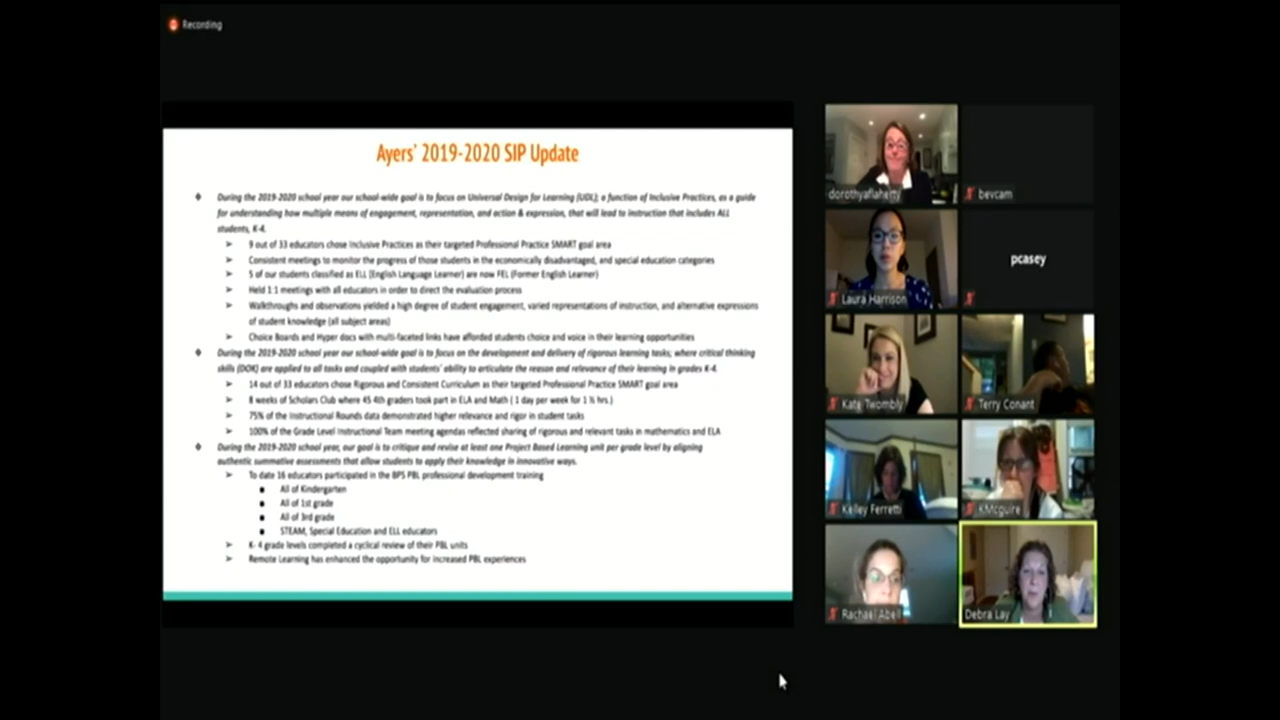 Recording
Ayers' 2019-2020 SIP Update
During the 2019-2020 school year our school-wide goal is to focus on Universal Design for Learning (UDL); a function of Inclusive Practices, as a guide
for understanding how multiple means of engagement, representation, and action & expression, that will lead to instruction that includes ALL
students, K-4.
9 out of 33 educators chose Inclusive Practices as their targeted Professional Practice SMART goal area
Consistent meetings to monitor the progress of those students in the economically disadvantaged, and special education categories
5 of our students classified as ELL (English Language Learner) are now FEL (Former English Learner)
Held 1:1 meetings with all educators in order to direct the evaluation process
Walkthroughs and observations yielded a high degree of student engagement, varied representations of instruction, and alternative expressions
of student knowledge (all subject areas)
Choice Boards and Hyper docs with multi-faceted links have afforded students choice and voice in their learning opportunities
During the 2019-2020 school year our school-wide goal is to focus on the development and delivery of rigorous learning tasks; where critical thinking
skills (DOK) are applied to all tasks and coupled with students' ability to articulate the reason and relevance of their learning in grades K-4.
14 out of 33 educators chose Rigorous and Consistent Curriculum as their targeted Professional Practice SMART goal area
8 weeks of Scholars Club where 45 4th graders took part in ELA and Math ( 1 day per week for 1 ½ hrs.)
75% of the Instructional Rounds data demonstrated higher relevance and rigor in student tasks
100% of the Grade Level Instructional Team meeting agendas reflected sharing of rigorous and relevant tasks in mathematics and ELA
During the 2019-2020 school year, our goal is to critique and revise at least one Project Based Learning unit per grade level by aligning
authentic summative assessments that allow students to apply their knowledge in innovative ways.
To date 16 educators participated in the BPS PBL professional development training
All of Kindergarten
All of 1st grade
All of 3rd grade
STEAM, Special Education and ELL educators
K- 4 grade levels completed a cyclical review of their PBL units
Remote Learning has enhanced the opportunity for increased PBL experiences
dorothyaflaherty
bevcam
Laura Harrison
pcasey
Kate Twombly
Terry Conant
Kelley Ferretti
KMcguire
Rachael Abell
Debra Lay